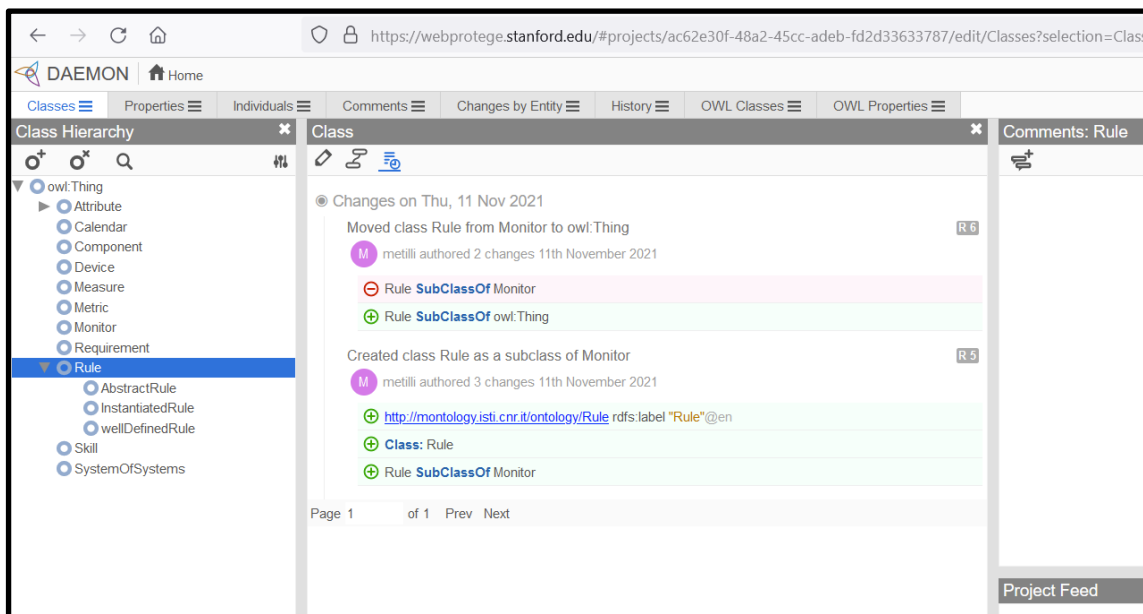 https://webprotege.stanford.edu/#projects/ac62e30f-48a2-45cc-adeb-fd2d33633787/edit/Classes?selection=Clas
DAEMON Home
Classes Properties Individuals Comments Changes by Entity History OWL Classes OWL Properties
Class Hierarchy
owl:Thing
Attribute
Calendar
Component
Device
Measure
Metric
Monitor
Requirement
Rule
AbstractRule
InstantiatedRule
wellDefinedRule
Skill
SystemOfSystems
Class
Changes on Thu, 11 Nov 2021
Moved class Rule from Monitor to owl:Thing R 6
M metilli authored 2 changes 11th November 2021
Rule SubClassOf Monitor
Rule SubClassOf owl:Thing
Created class Rule as a subclass of Monitor R 5
M metilli authored 3 changes 11th November 2021
http://montology.isti.cnr.it/ontology/Rule rdfs:label "Rule"@en
Class: Rule
Rule SubClassOf Monitor
Page 1 of 1 Prev Next
Comments: Rule
Project Feed